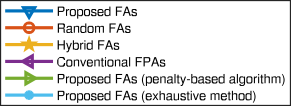 Proposed FAs
Random FAs
Hybrid FAs
Conventional FPAs
Proposed FAs (penalty-based algorithm)
Proposed FAs (exhaustive method)